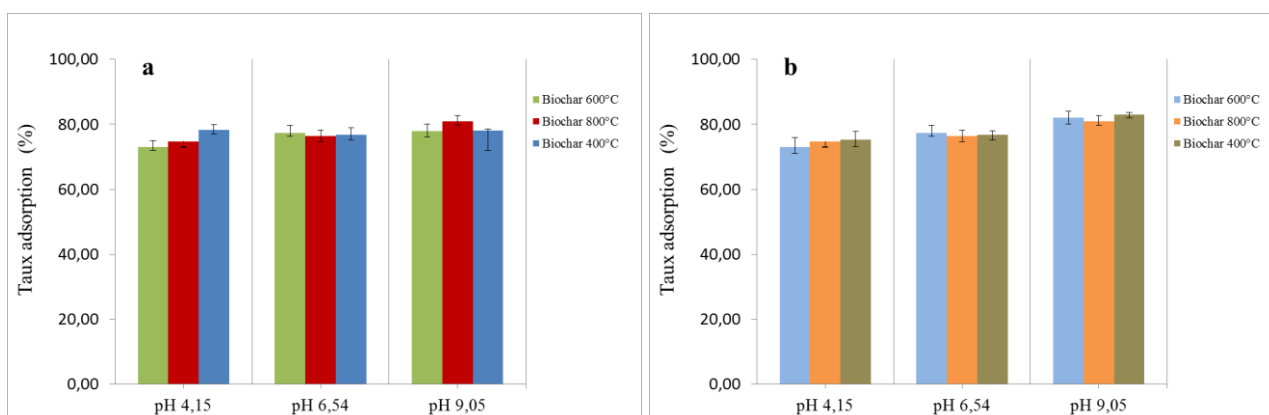 a
100,00
80,00
60,00
40,00
20,00
0,00
Taux adsorption (%)
pH 4,15
pH 6,54
pH 9,05
Biochar 600°C
Biochar 800°C
Biochar 400°C
b
100,00
80,00
60,00
40,00
20,00
0,00
Taux adsorption (%)
pH 4,15
pH 6,54
pH 9,05
Biochar 600°C
Biochar 800°C
Biochar 400°C